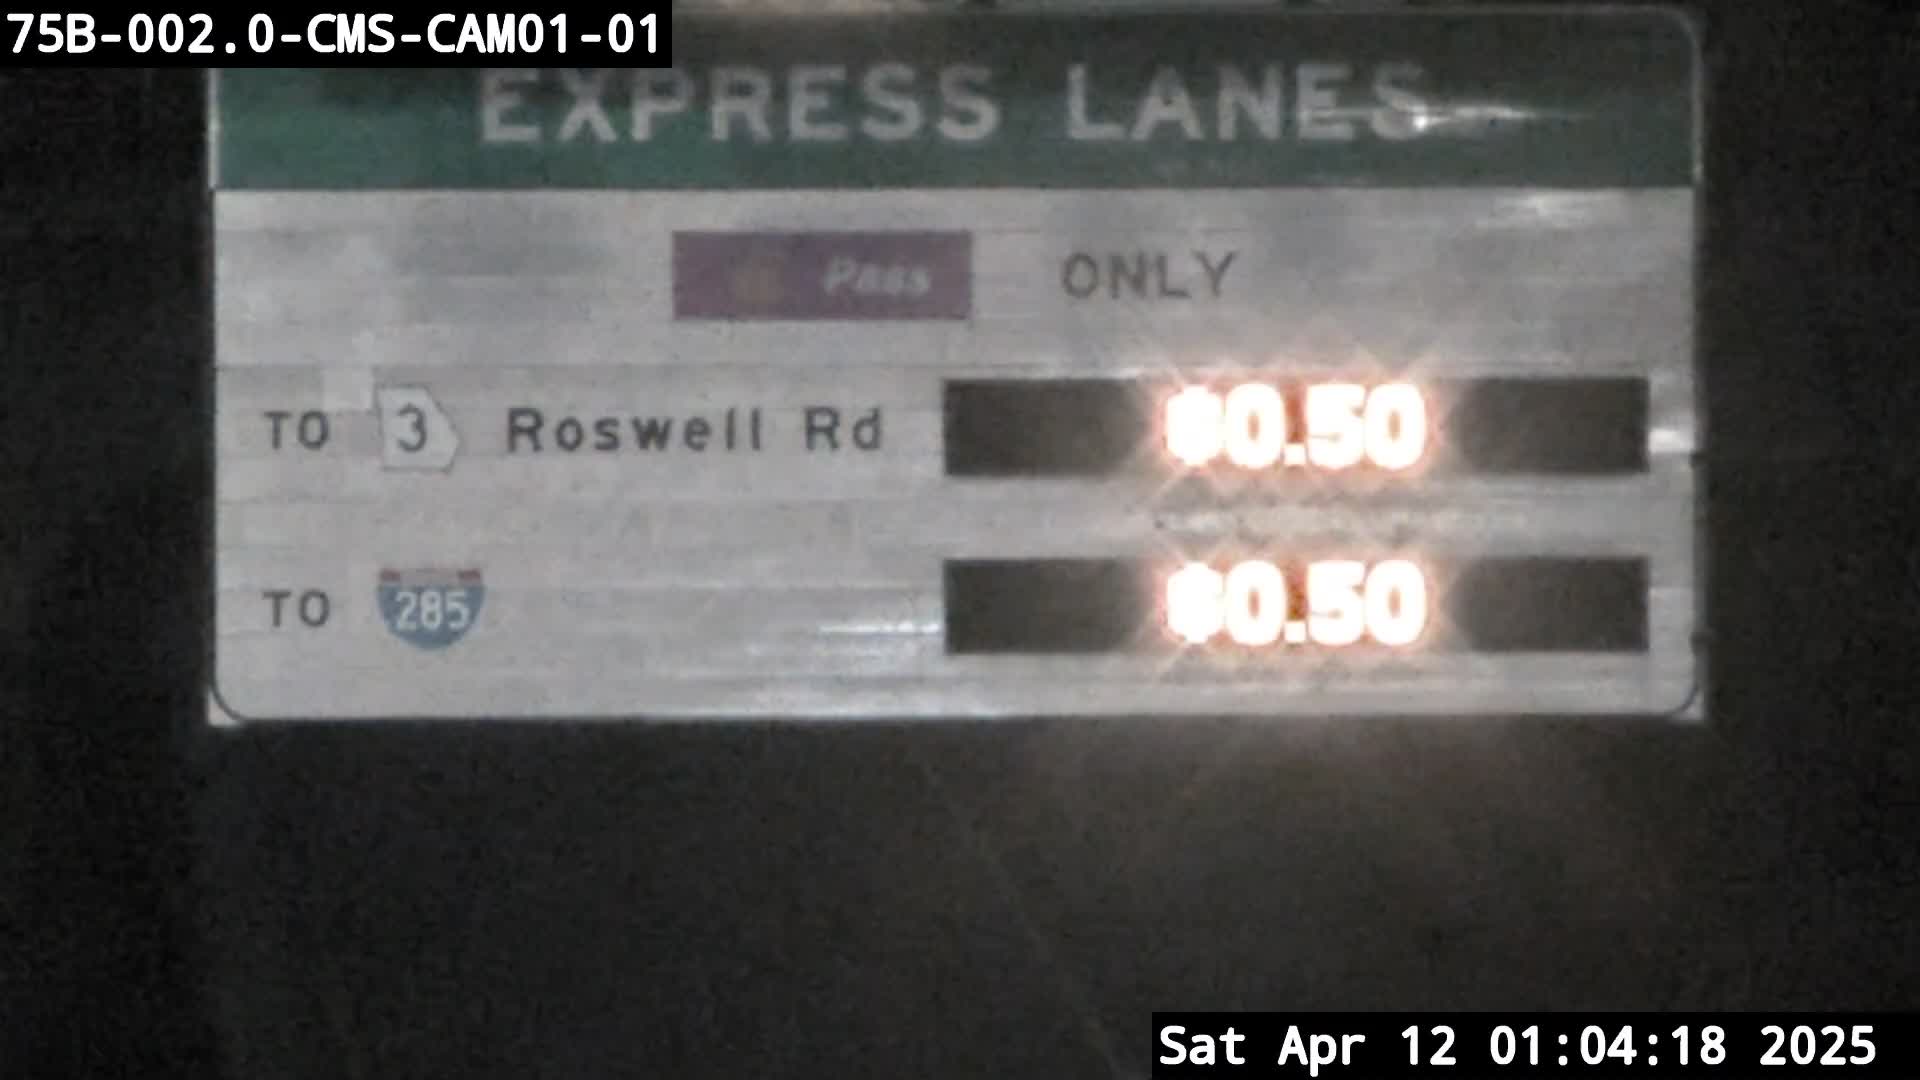 75B-002.0-CMS-CAM01-01
EXPRESS LANES
Pass ONLY
TO 3 Roswell Rd $0.50
TO 285 $0.50
Sat Apr 12 01:04:18 2025